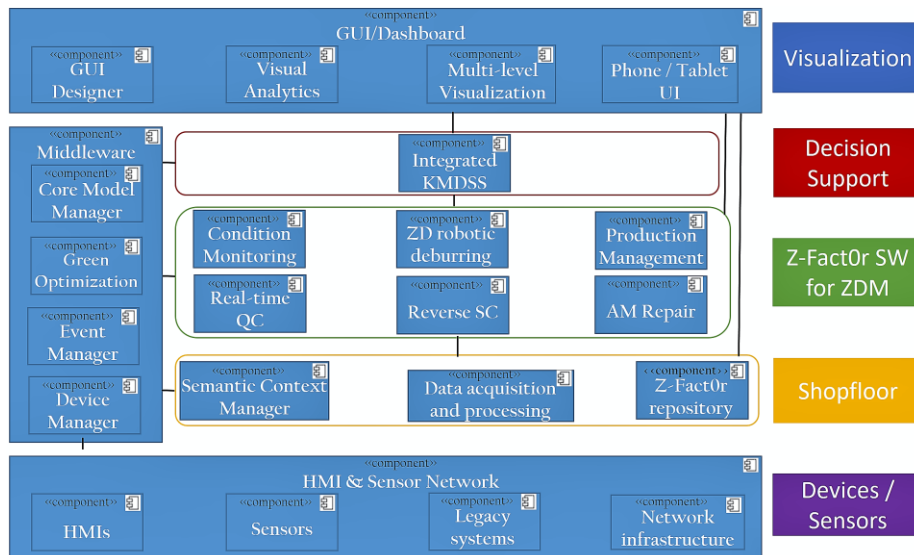 «component»
GUI/Dashboard
«component»
GUI
Designer
«component»
Visual
Analytics
«component»
Multi-level
Visualization
«component»
Phone / Tablet
UI
Visualization
«component»
Middleware
«component»
Core Model
Manager
«component»
Green
Optimization
«component»
Event
Manager
«component»
Device
Manager
«component»
Integrated
KMDSS
Decision
Support
«component»
Condition
Monitoring
«component»
ZD robotic
deburring
«component»
Production
Management
«component»
Real-time
QC
«component»
Reverse SC
«component»
AM Repair
Z-Fact0r SW
for ZDM
«component»
Semantic Context
Manager
«component»
Data acquisition
and processing
«component»
Z-Fact0r
repository
Shopfloor
«component»
HMI & Sensor Network
«component»
HMIs
«component»
Sensors
«component»
Legacy
systems
«component»
Network
infrastructure
Devices /
Sensors